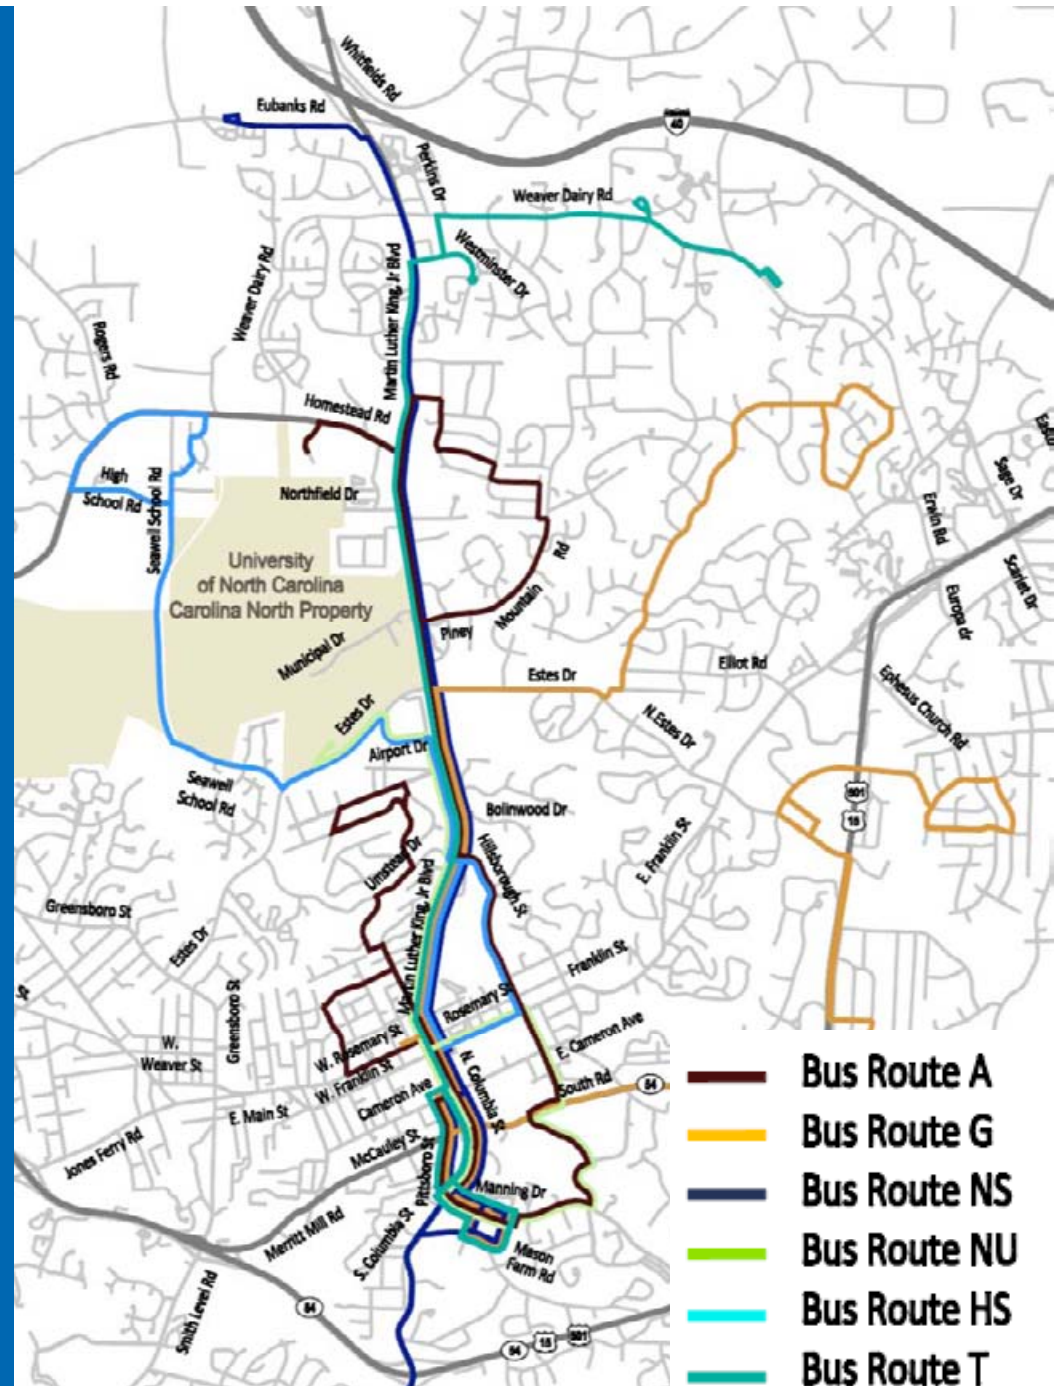 Whitfields Rd
Eubanks Rd
40
Perkins Dr
Weaver Dairy Rd
Westminster Dr
Martin Luther King, Jr Blvd
Weaver Dairy Rd
Rogers Rd
Homestead Rd
High
School Rd
Seawell School Rd
Northfield Dr
Sage Dr
Erwin Rd
University
of North Carolina
Carolina North Property
Rd
Mountain
Piney
Scarlet Dr
Europa dr
Municipal Dr
Elliot Rd
Estes Dr
Ephesus Church Rd
Estes Dr
N.Estes Dr
Airport Dr
Seawell
School Rd
501
15
Bolinwood Dr
Hillsborough St
E. Franklin St
Umstead Dr
Martin Luther King, Jr Blvd
Greensboro St
Estes Dr
Franklin St
St
Greensboro St
Rosemary St
W. Rosemary St
E. Cameron Ave
W.
Weaver St
W. Franklin St
N. Columbia St
Cameron Ave
South Rd
54
E. Main St
Jones Ferry Rd
McCauley St
Pittsboro St
Manning Dr
Merritt Mill Rd
S. Columbia St
Mason
Farm Rd
Smith Level Rd
54
54
15
501
Bus Route A
Bus Route G
Bus Route NS
Bus Route NU
Bus Route HS
Bus Route T